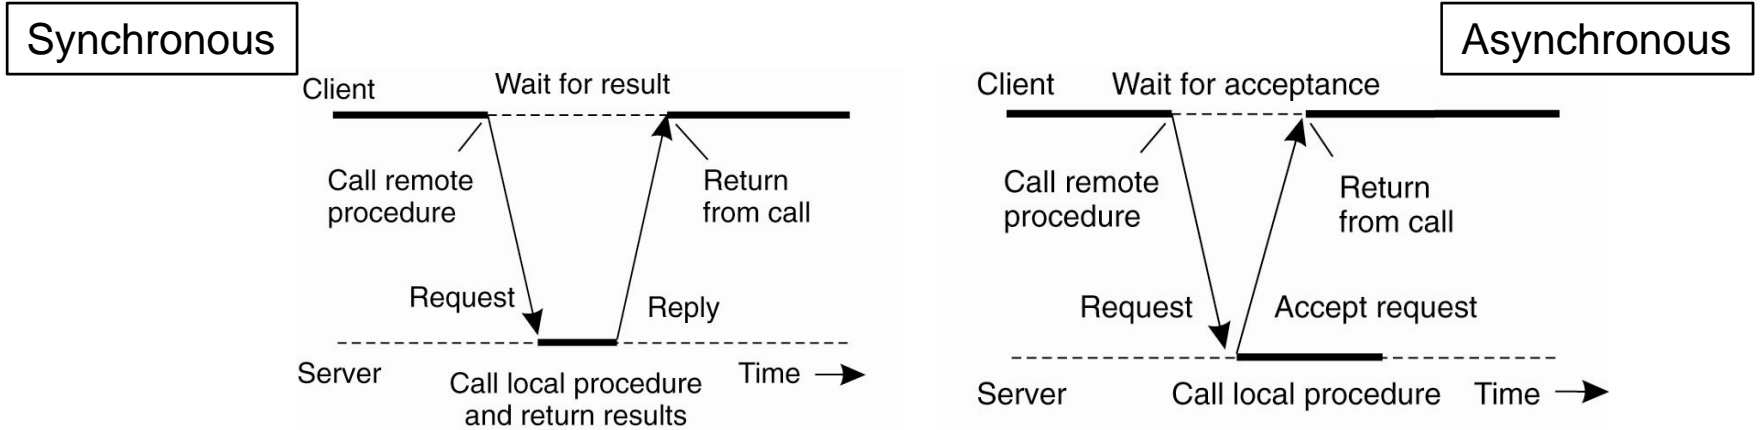 Synchronous
Client
Wait for result
Call remote
procedure
Return
from call
Request
Reply
Server
Call local procedure
and return results
Time
Asynchronous
Client
Wait for acceptance
Call remote
procedure
Return
from call
Request
Accept request
Server
Call local procedure
Time